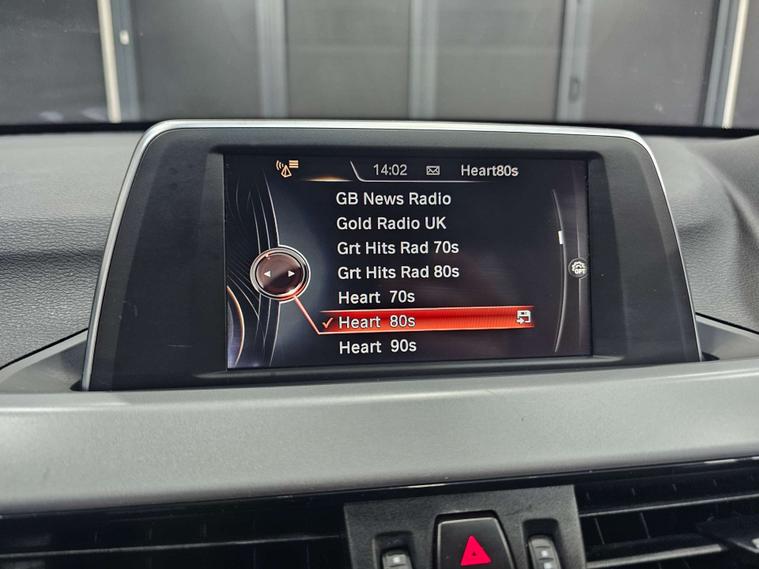 14:02 Heart80s
GB News Radio
Gold Radio UK
Grt Hits Rad 70s
Grt Hits Rad 80s
Heart 70s
Heart 80s
Heart 90s